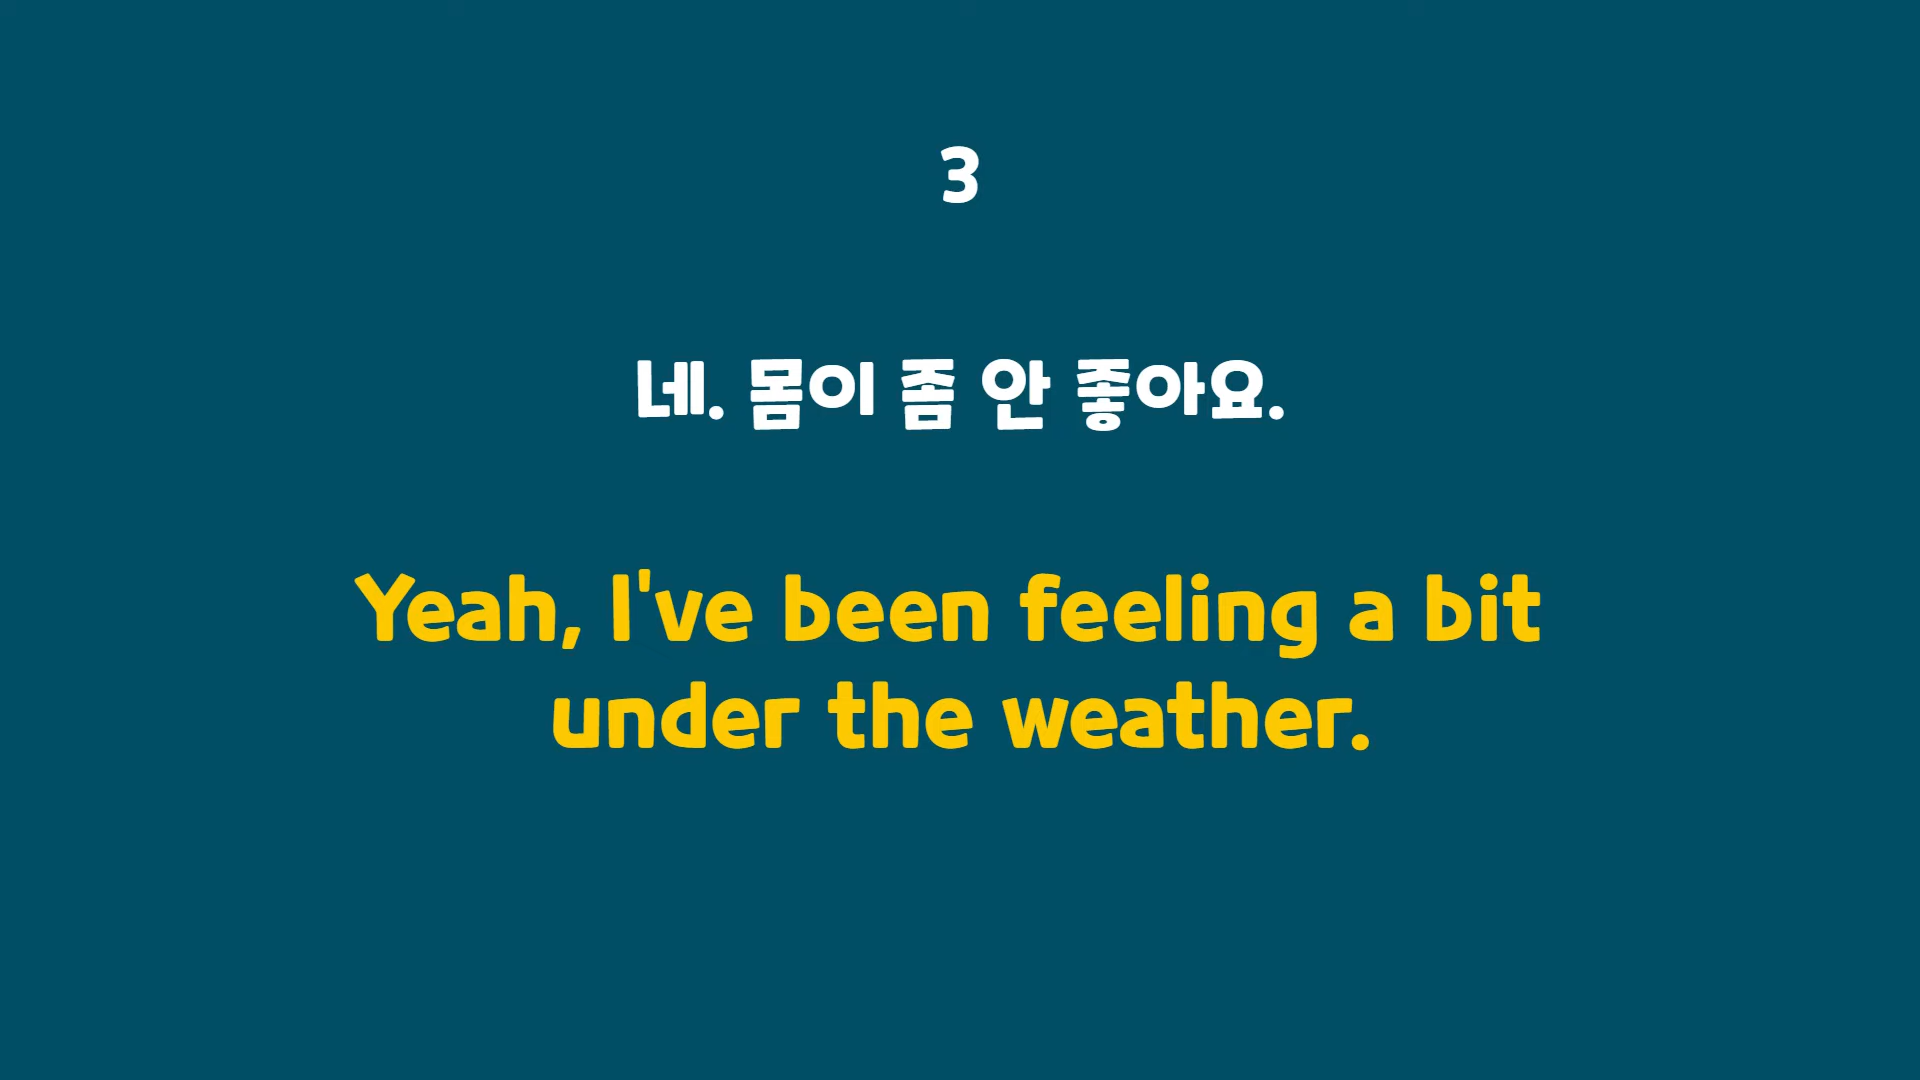 3
네. 몸이 좀 안 좋아요.
Yeah, I've been feeling a bit
under the weather.